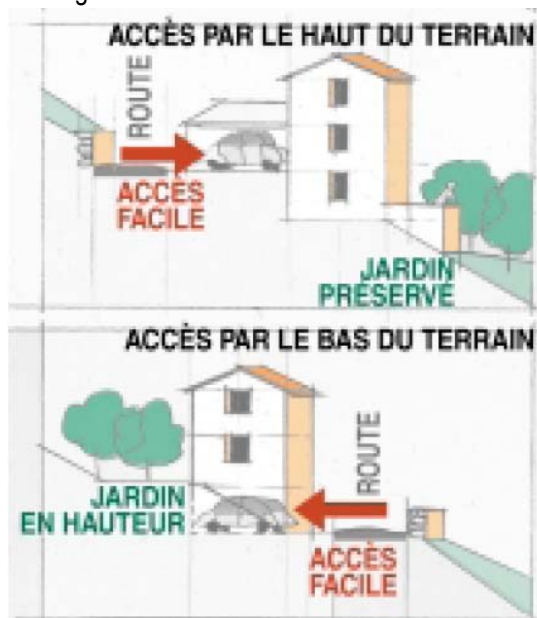 ACCÈS PAR LE HAUT DU TERRAIN
ROUTE
ACCÈS
FACILE
JARDIN
PRÉSERVÉ
ACCÈS PAR LE BAS DU TERRAIN
ROUTE
JARDIN
EN HAUTEUR
ACCÈS
FACILE